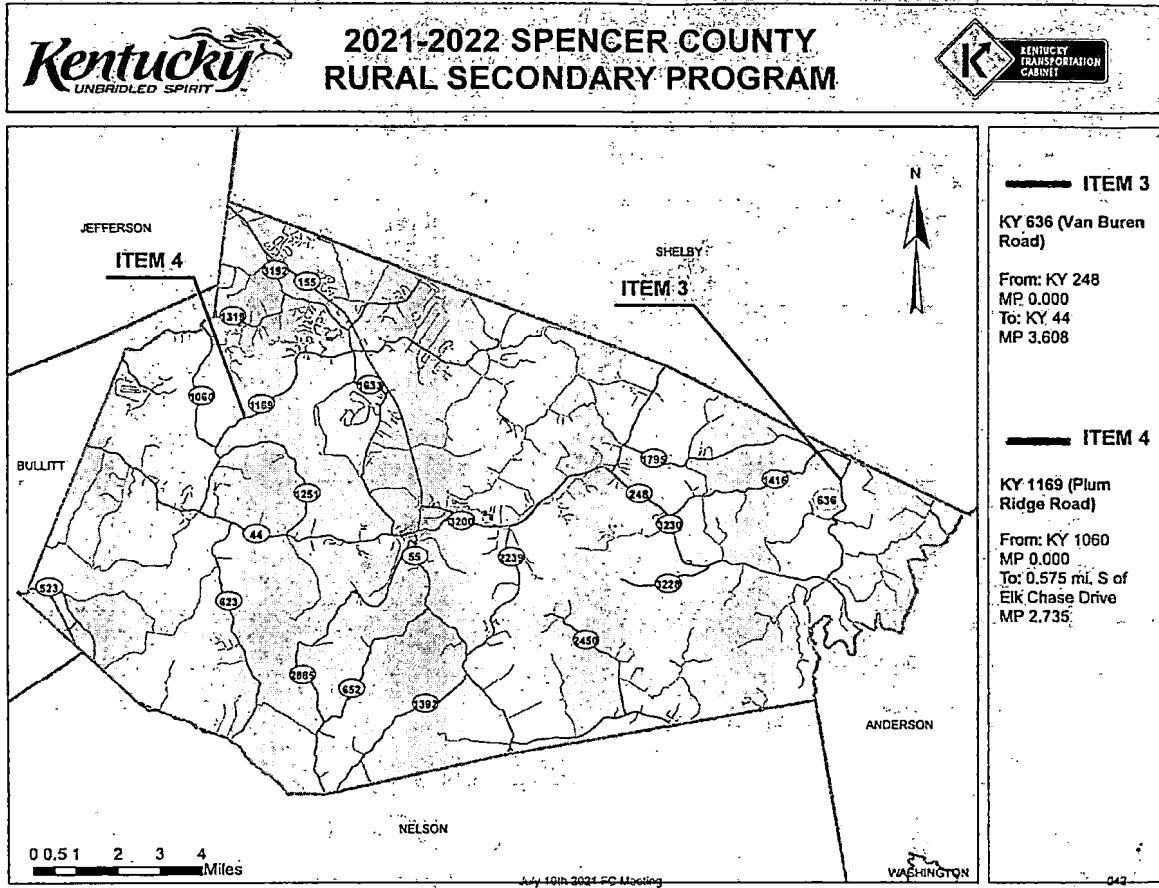 Kentucky
UNBRIDLED SPIRIT
2021-2022 SPENCER COUNTY
RURAL SECONDARY PROGRAM
K
KENTUCKY
TRANSPORTATION
CABINET
JEFFERSON
ITEM 4
SHELBY
ITEM 3
N
BULLITT
3192
155
1319
1060
1169
1633
1251
44
3200
55
2239
1795
248
1416
636
3230
3228
523
623
2885
652
1392
2450
ANDERSON
NELSON
WASHINGTON
0 0.5 1 2 3 4
Miles
ITEM 3
KY 636 (Van Buren
Road)
From: KY 248
MP 0.000
To: KY 44
MP 3.608
ITEM 4
KY 1169 (Plum
Ridge Road)
From: KY 1060
MP 0.000
To: 0.575 mi. S of
Elk Chase Drive
MP 2.735
2021 FC Meeting